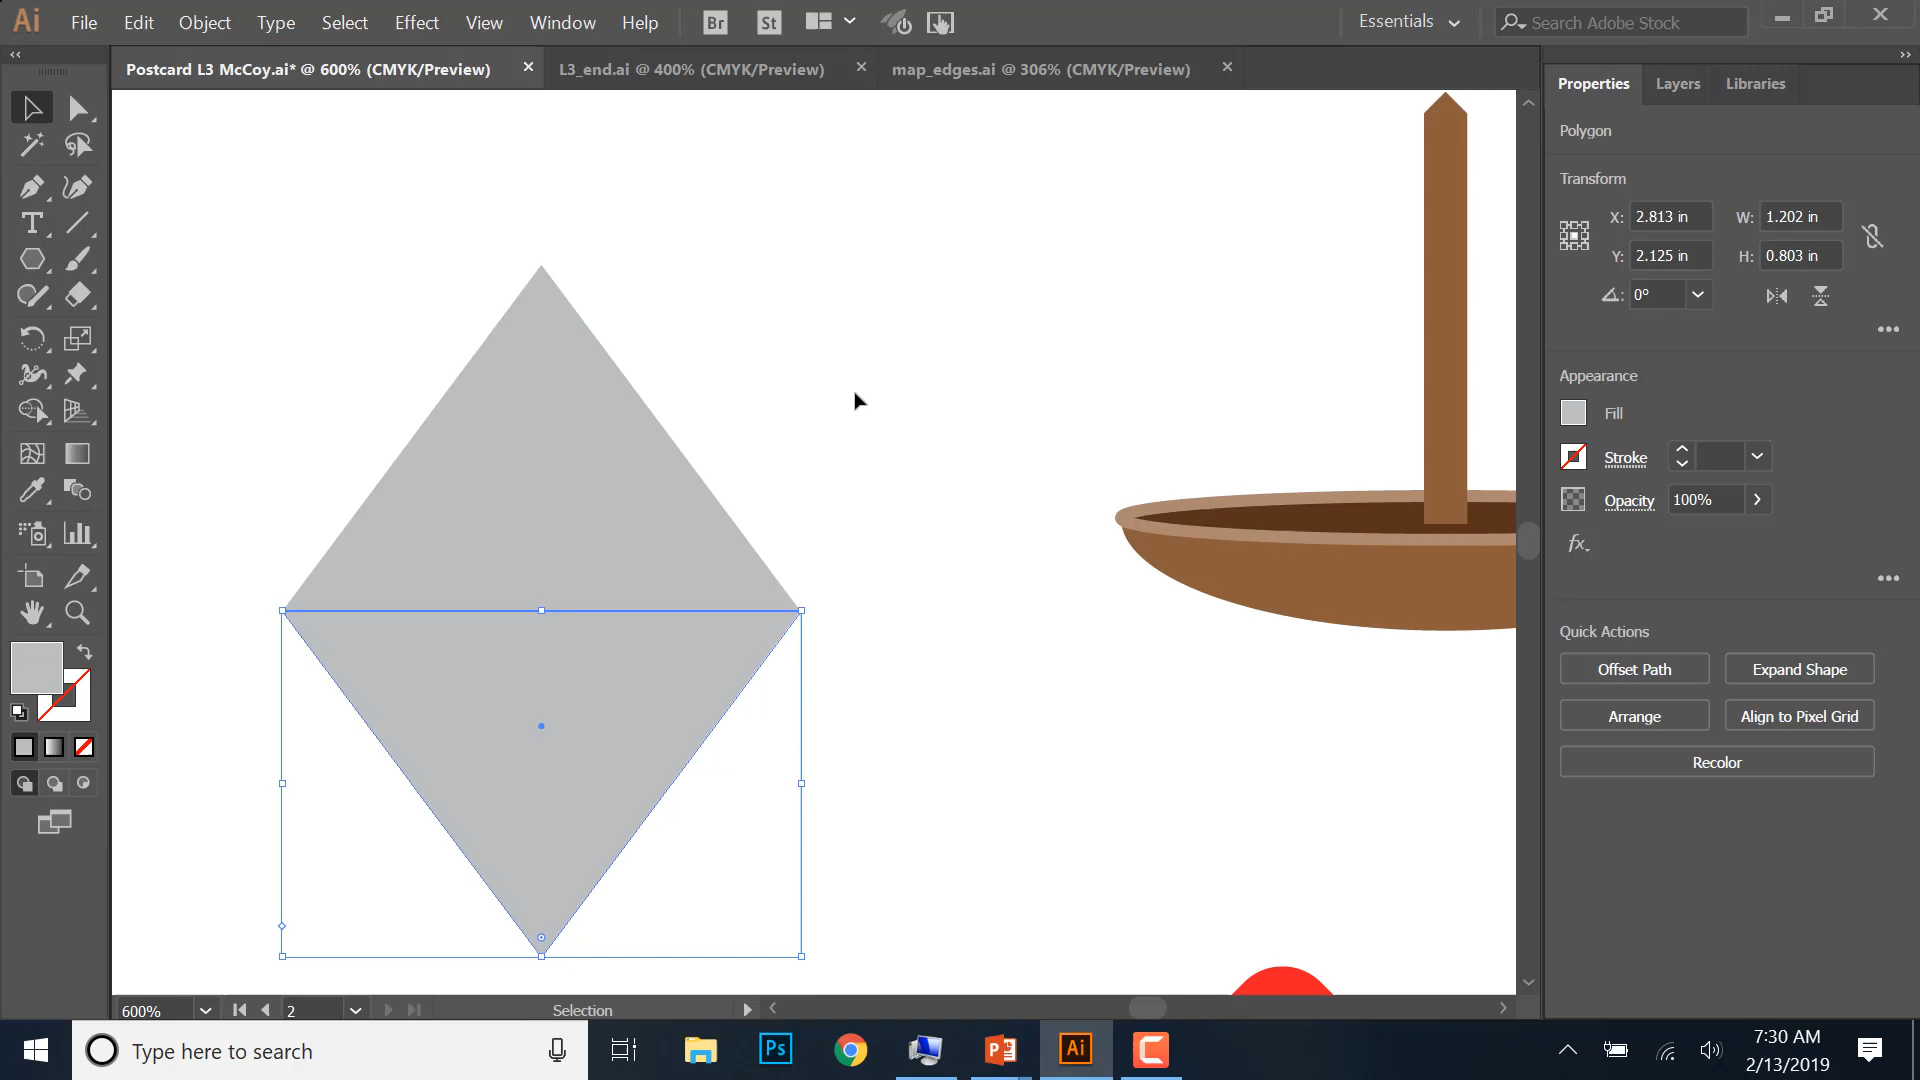 Ai File Edit Object Type Select Effect View Window Help Br St Essentials Search Adobe Stock
Postcard L3 McCoy.ai* @ 600% (CMYK/Preview) L3_end.ai @ 400% (CMYK/Preview) map_edges.ai @ 306% (CMYK/Preview)
Properties Layers Libraries
Polygon
Transform
X: 2.813 in W: 1.202 in
Y: 2.125 in H: 0.803 in
0°
Appearance
Fill
Stroke
Opacity 100%
fx.
Quick Actions
Offset Path Expand Shape
Arrange Align to Pixel Grid
Recolor
600% 2 Selection
Type here to search
Ps
Ai
7:30 AM
2/13/2019